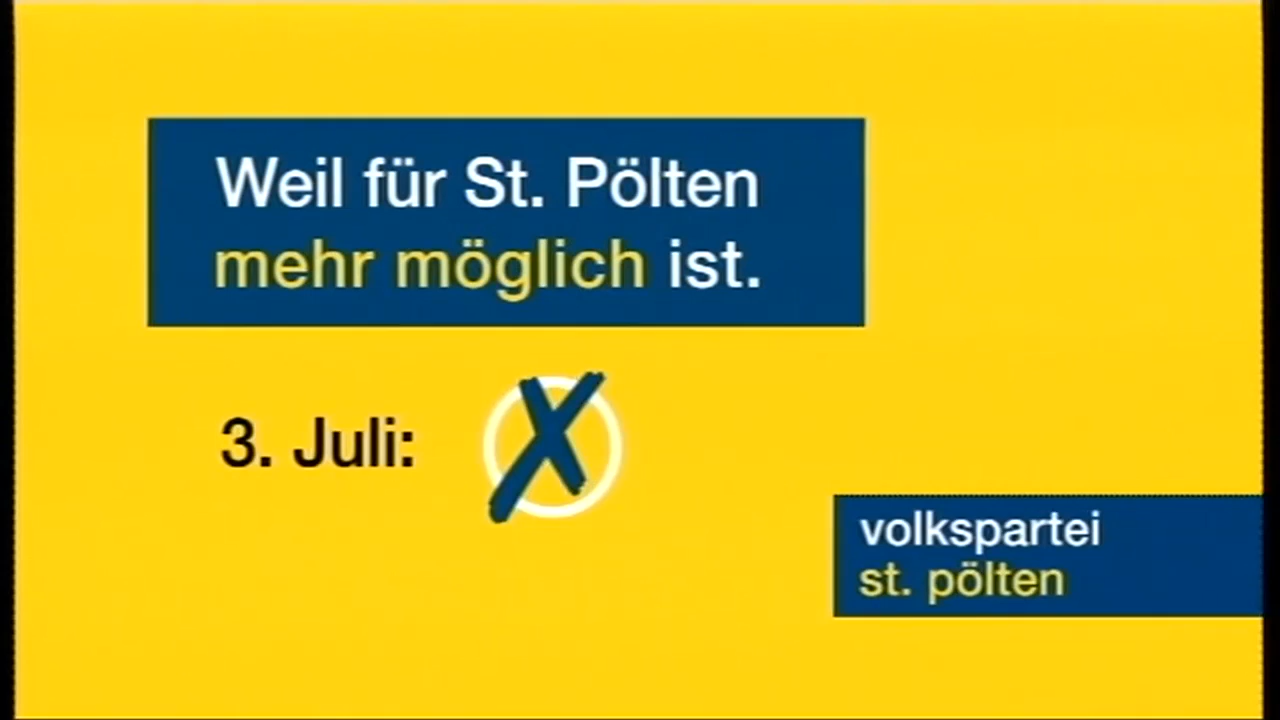 Weil für St. Pölten
mehr möglich ist.
3. Juli:
volkspartei
st. pölten